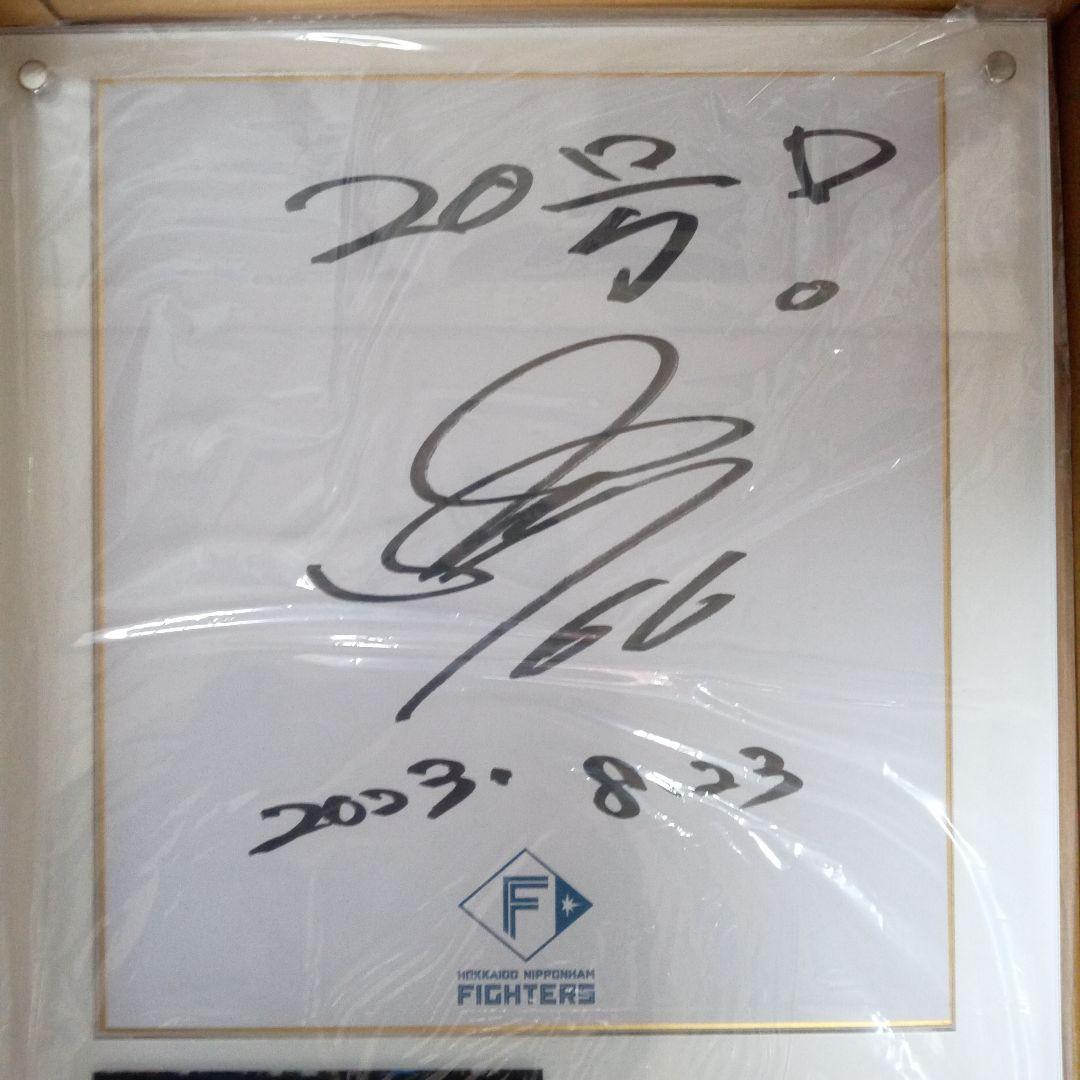 20号!
66
2023. 8.23
F
HOKKAIDO NIPPONHAM
FIGHTERS